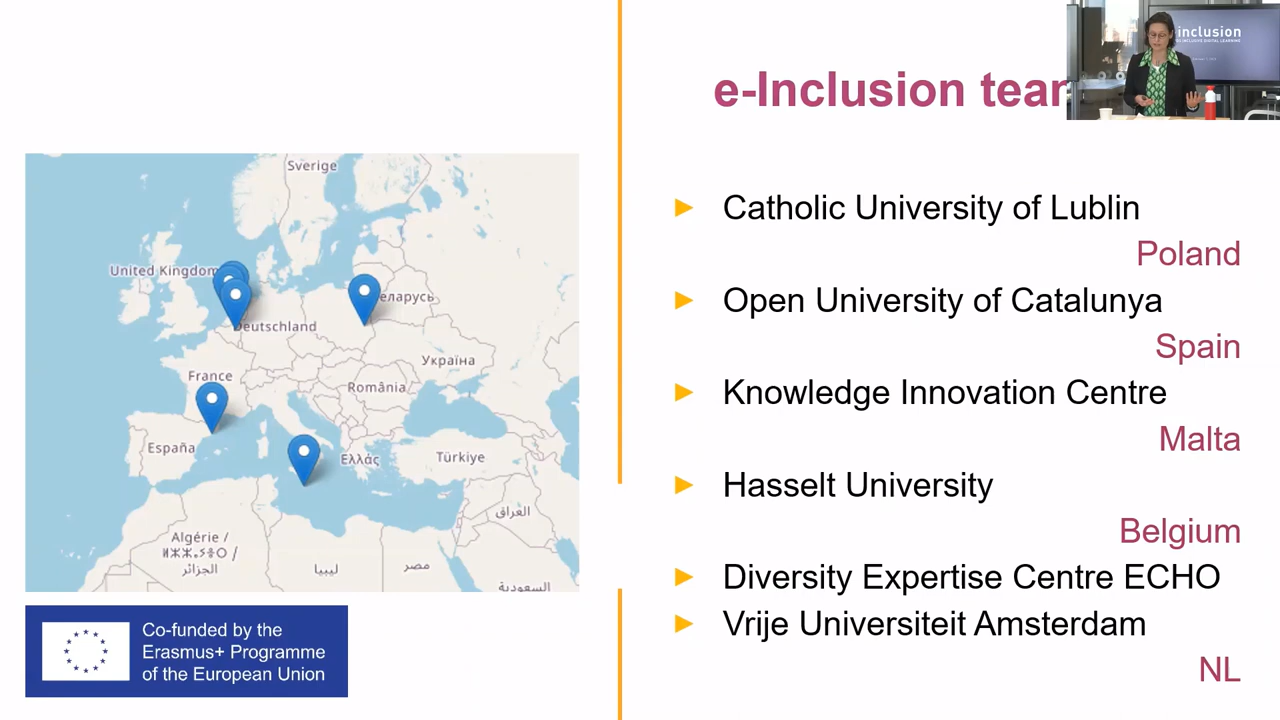 e-Inclusion tea
inclusion
Catholic University of Lublin
Poland
Open University of Catalunya
Spain
Knowledge Innovation Centre
Malta
Hasselt University
Belgium
Diversity Expertise Centre ECHO
Vrije Universiteit Amsterdam
NL
Sverige
United Kingdom
еларусь
Deutschland
Україна
France
România
España
Ελλάς
Türkiye
العراق
Algérie /
ⵍⵣⵣⴰⵢⴻⵔ /
الجزائر
ليبيا
مصر
السعودية
Co-funded by the
Erasmus+ Programme
of the European Union